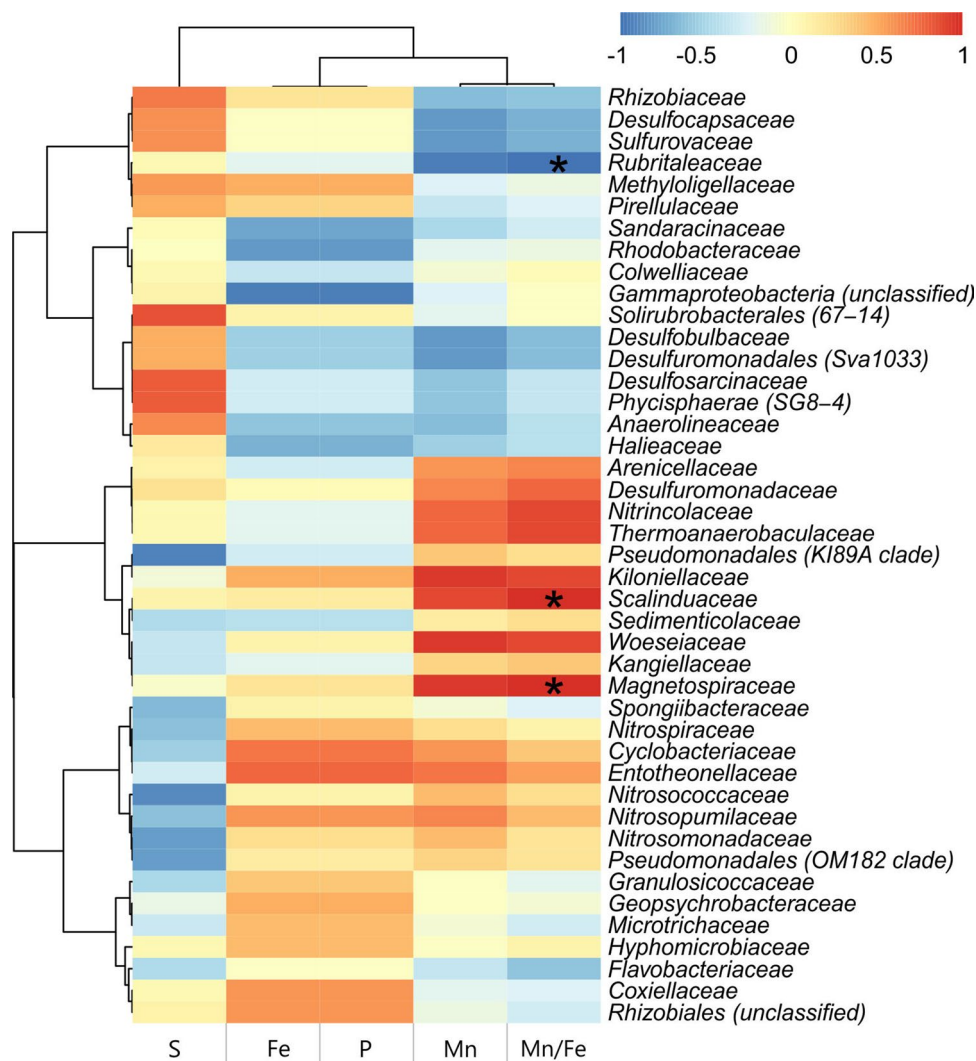 -1 -0.5 0 0.5 1
Rhizobiaceae
Desulfocapsaceae
Sulfurovaceae
Rubritaleaceae
*
Methyloligellaceae
Pirellulaceae
Sandaracinaceae
Rhodobacteraceae
Colwelliaceae
Gammaproteobacteria (unclassified)
Solirubrobacterales (67–14)
Desulfobulbaceae
Desulfuromonadales (Sva1033)
Desulfosarcinaceae
Phycisphaerae (SG8–4)
Anaerolineaceae
Halieaceae
Arenicellaceae
Desulfuromonadaceae
Nitrincolaceae
Thermoanaerobaculaceae
Pseudomonadales (KI89A clade)
Kiloniellaceae
Scalinduaceae
*
Sedimenticolaceae
Woeseiaceae
Kangiellaceae
Magnetospiraceae
*
Spongiibacteraceae
Nitrospiraceae
Cyclobacteriaceae
Entotheonellaceae
Nitrosococcaceae
Nitrosopumilaceae
Nitrosomonadaceae
Pseudomonadales (OM182 clade)
Granulosicoccaceae
Geopsychrobacteraceae
Microtrichaceae
Hyphomicrobiaceae
Flavobacteriaceae
Coxiellaceae
Rhizobiales (unclassified)
S Fe P Mn Mn/Fe